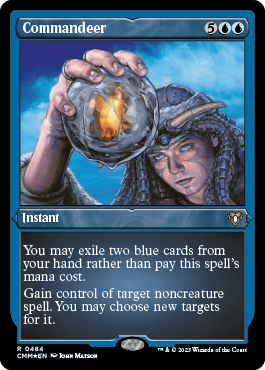 Commandeer 5
Instant
You may exile two blue cards from
your hand rather than pay this spell's
mana cost.
Gain control of target noncreature
spell. You may choose new targets
for it.
R 0484
CMM★EN John Matson
™ & © 2023 Wizards of the Coast